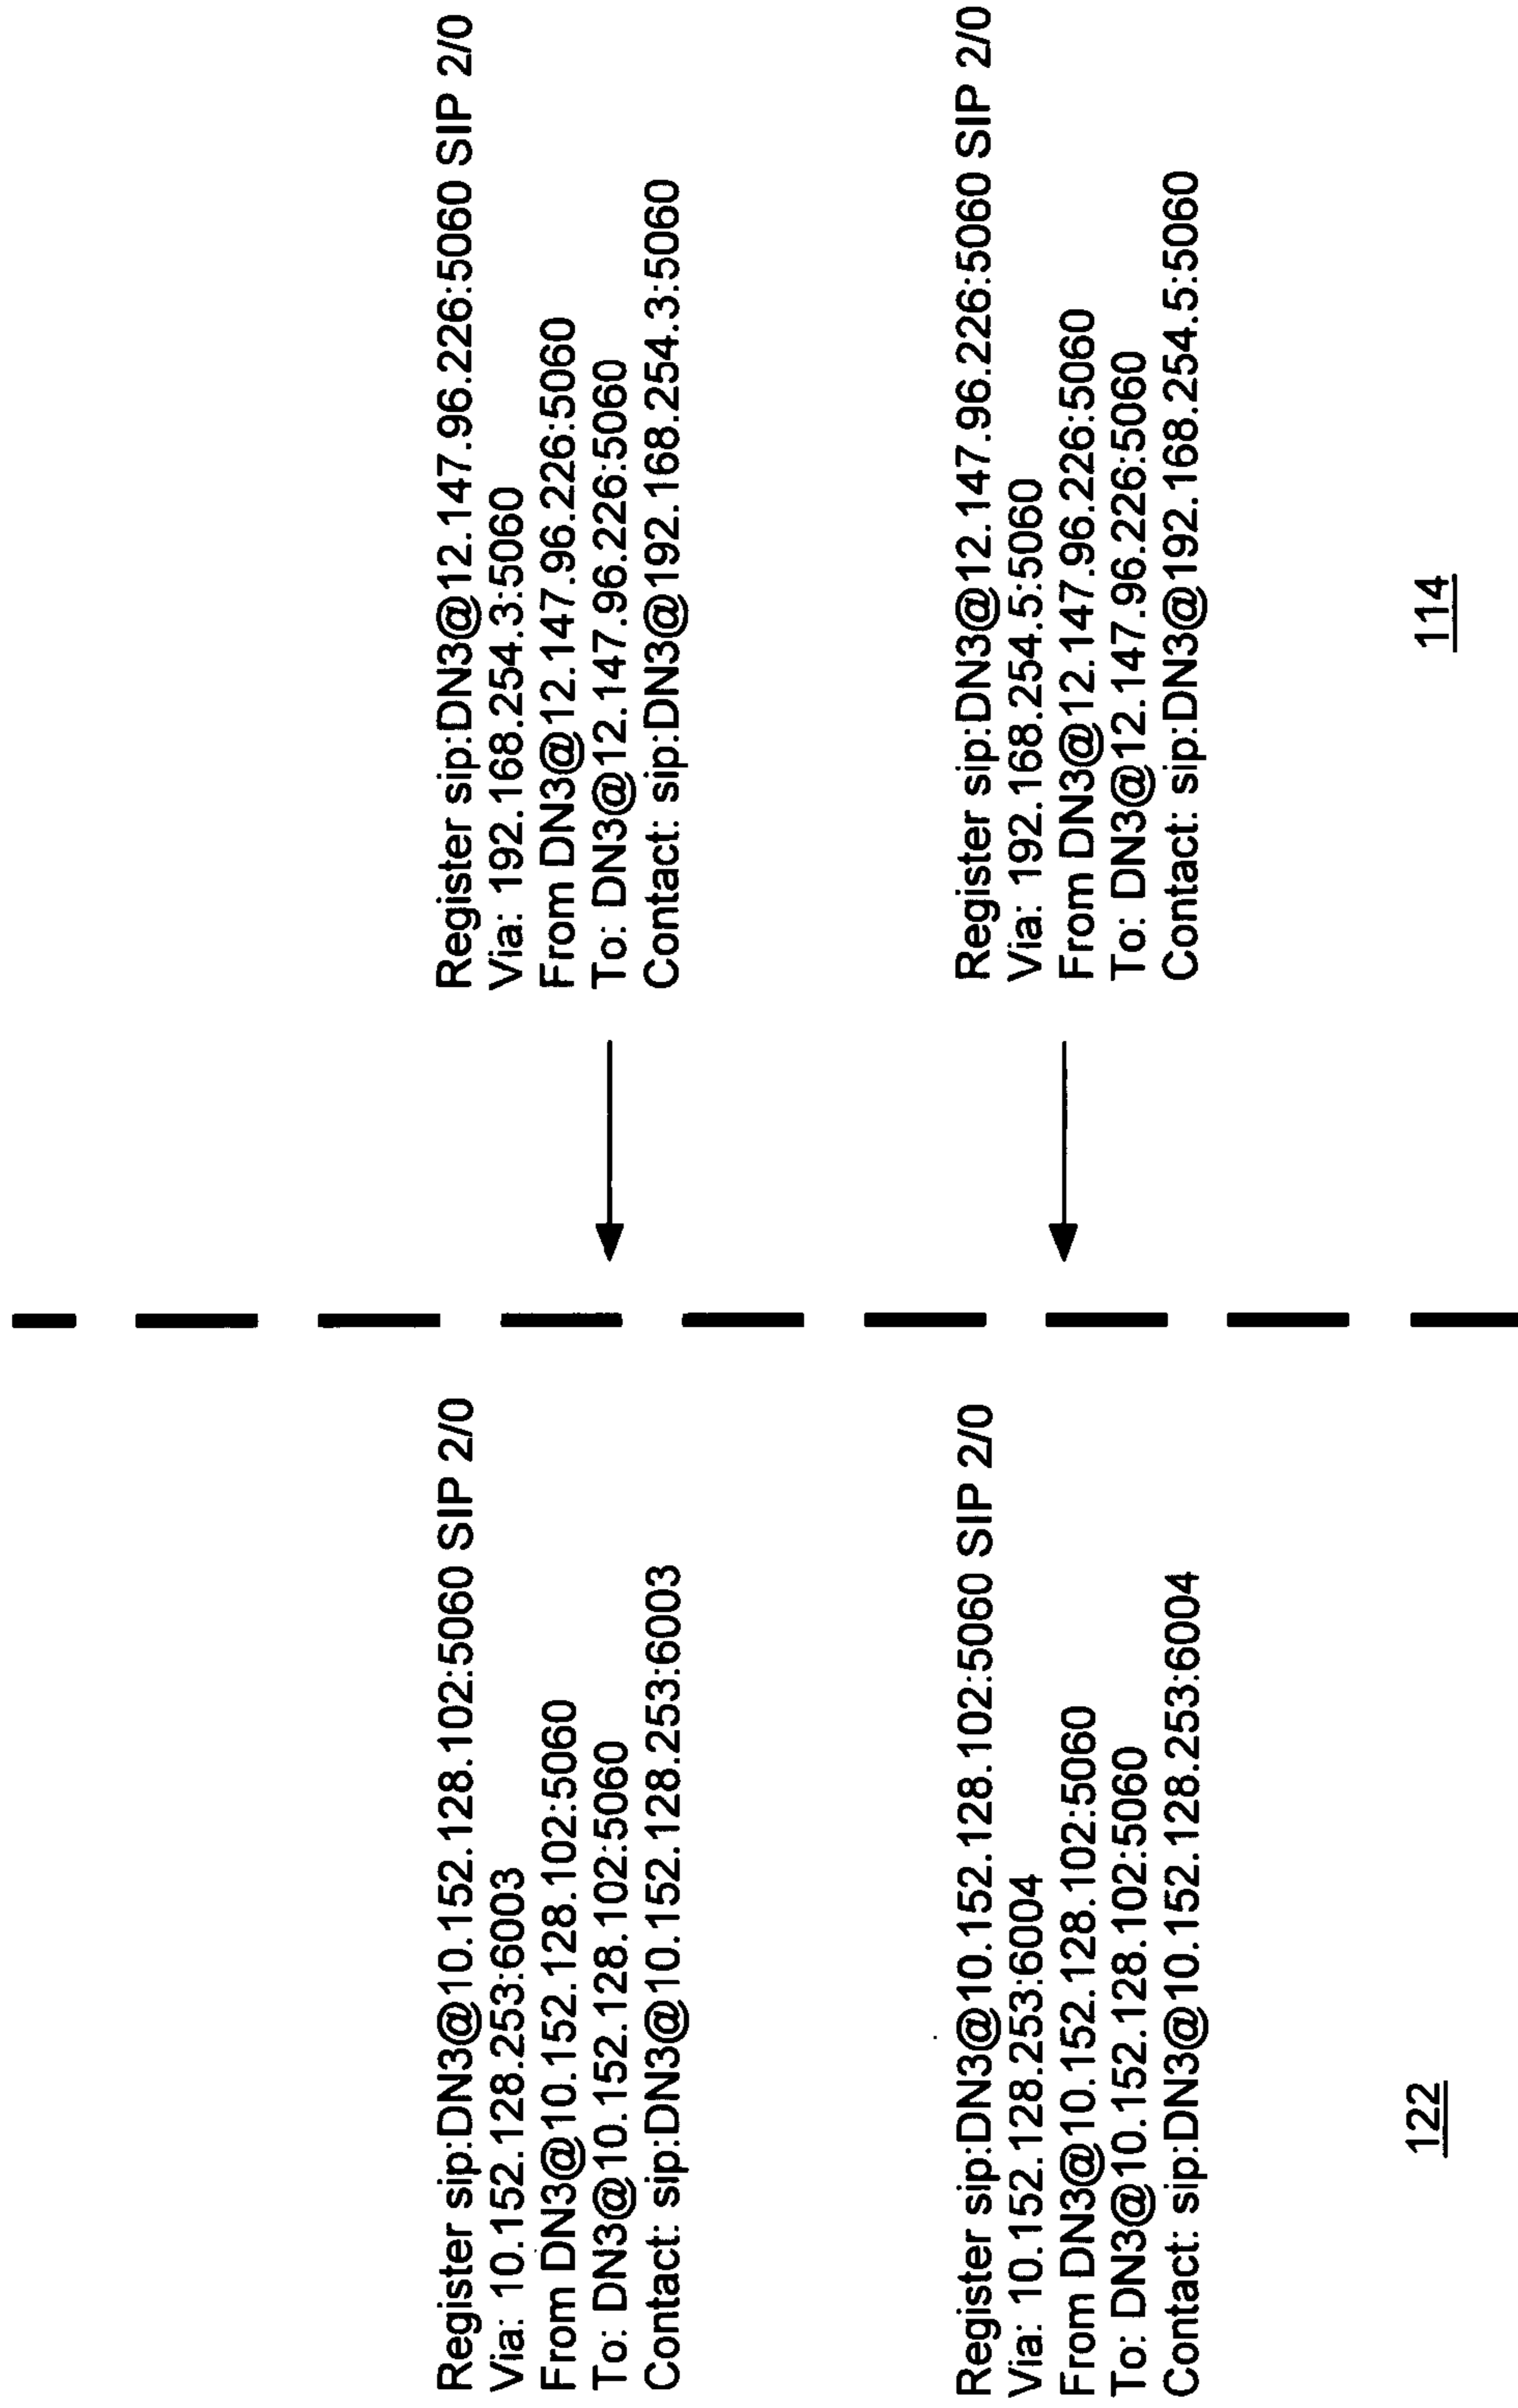 Register sip:DN3@10.152.128.102:5060 SIP 2/0
Via: 10.152.128.253:6003
From DN3@10.152.128.102:5060
To: DN3@10.152.128.102:5060
Contact: sip:DN3@10.152.128.253:6003
Register sip:DN3@10.152.128.102:5060 SIP 2/0
Via: 10.152.128.253:6004
From DN3@10.152.128.102:5060
To: DN3@10.152.128.102:5060
Contact: sip:DN3@10.152.128.253:6004
122
Register sip:DN3@12.147.96.226:5060 SIP 2/0
Via: 192.168.254.3:5060
From DN3@12.147.96.226:5060
To: DN3@12.147.96.226:5060
Contact: sip:DN3@192.168.254.3:5060
Register sip:DN3@12.147.96.226:5060 SIP 2/0
Via: 192.168.254.5:5060
From DN3@12.147.96.226:5060
To: DN3@12.147.96.226:5060
Contact: sip:DN3@192.168.254.5:5060
114